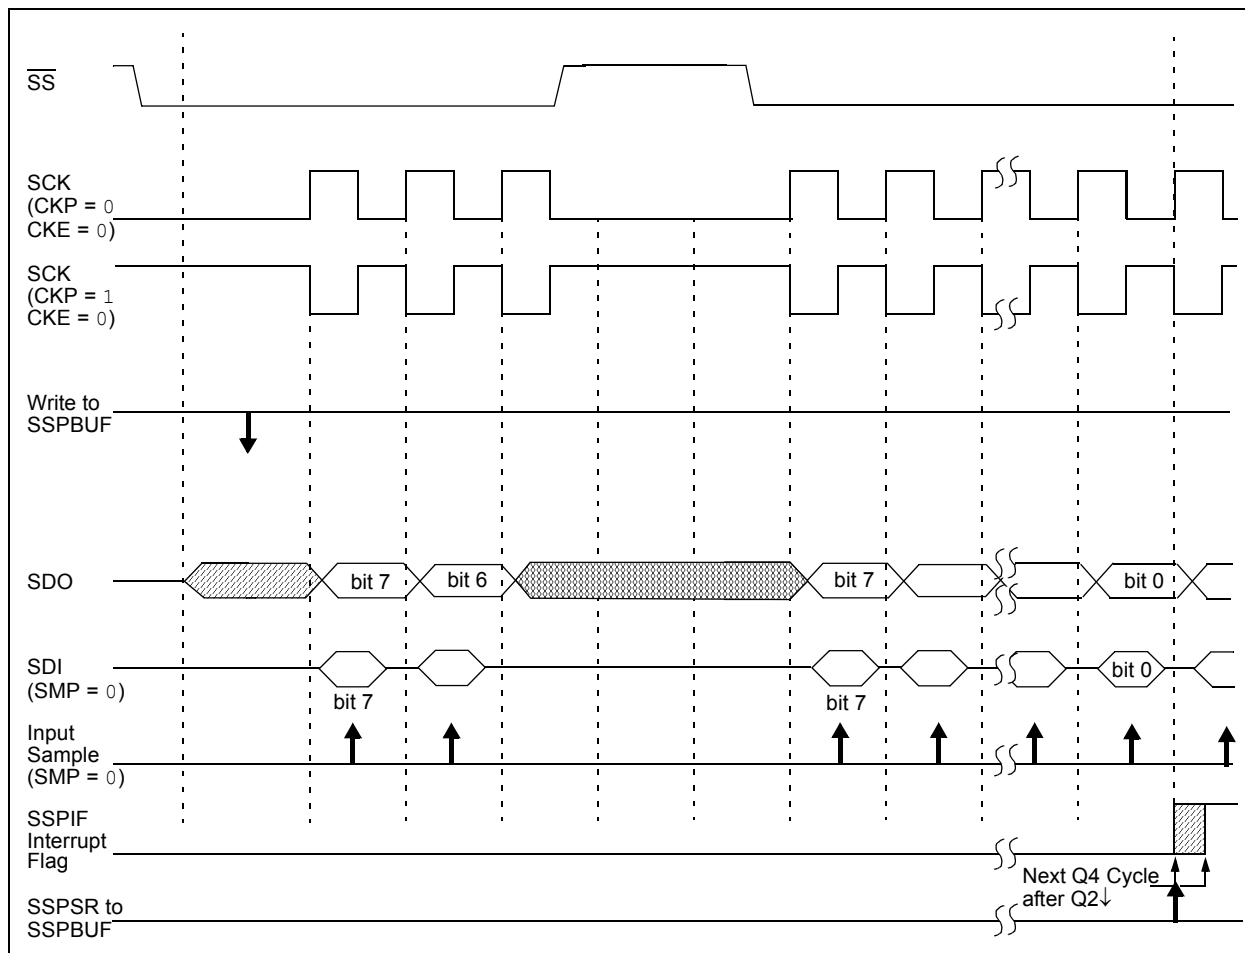 SS
SCK
(CKP = 0
CKE = 0)
SCK
(CKP = 1
CKE = 0)
Write to
SSPBUF
SDO
bit 7
bit 6
bit 7
bit 0
SDI
(SMP = 0)
bit 7
bit 7
bit 0
Input
Sample
(SMP = 0)
SSPIF
Interrupt
Flag
Next Q4 Cycle
after Q2↓
SSPSR to
SSPBUF